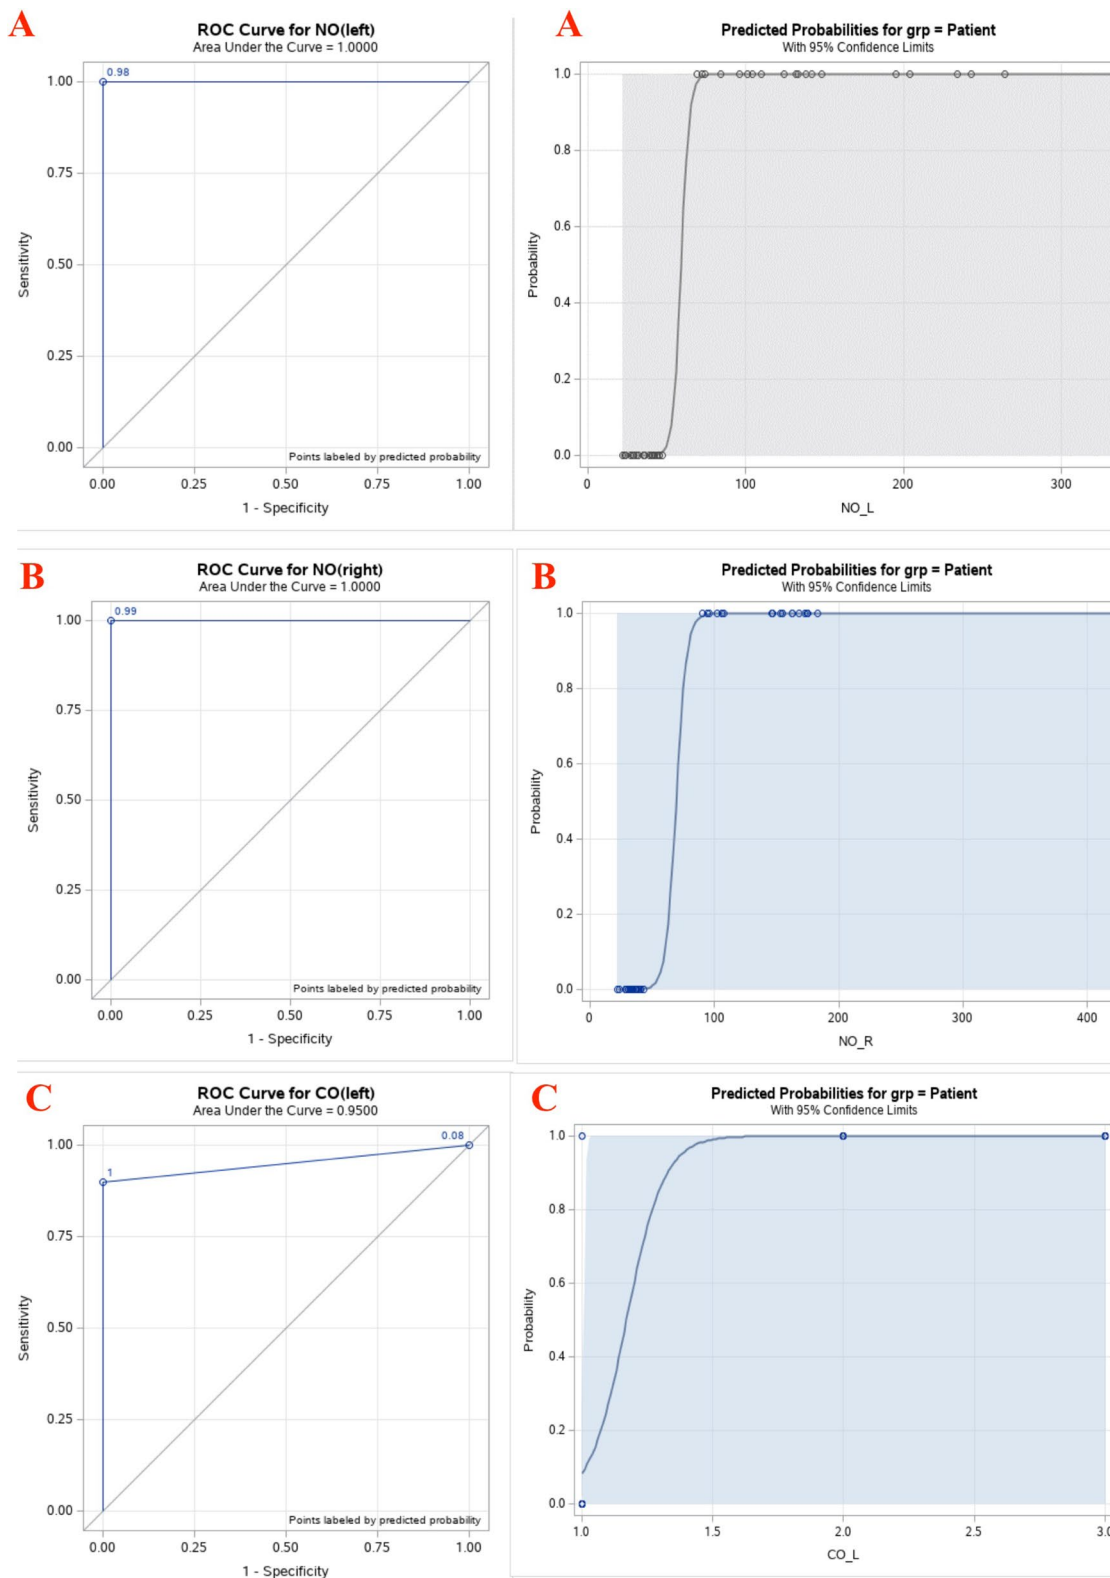 A
ROC Curve for NO(left)
Area Under the Curve = 1.0000
0.98
1.00
0.75
0.50
0.25
0.00
Sensitivity
Points labeled by predicted probability
0.00 0.25 0.50 0.75 1.00
1 - Specificity
A
Predicted Probabilities for grp = Patient
With 95% Confidence Limits
1.0
0.8
0.6
0.4
0.2
0.0
Probability
0 100 200 300
NO_L
B
ROC Curve for NO(right)
Area Under the Curve = 1.0000
0.99
1.00
0.75
0.50
0.25
0.00
Sensitivity
Points labeled by predicted probability
0.00 0.25 0.50 0.75 1.00
1 - Specificity
B
Predicted Probabilities for grp = Patient
With 95% Confidence Limits
1.0
0.8
0.6
0.4
0.2
0.0
Probability
0 100 200 300 400
NO_R
C
ROC Curve for CO(left)
Area Under the Curve = 0.9500
0.08
1
1.00
0.75
0.50
0.25
0.00
Sensitivity
Points labeled by predicted probability
0.00 0.25 0.50 0.75 1.00
1 - Specificity
C
Predicted Probabilities for grp = Patient
With 95% Confidence Limits
1.0
0.8
0.6
0.4
0.2
0.0
Probability
1.0 1.5 2.0 2.5 3.0
CO_L